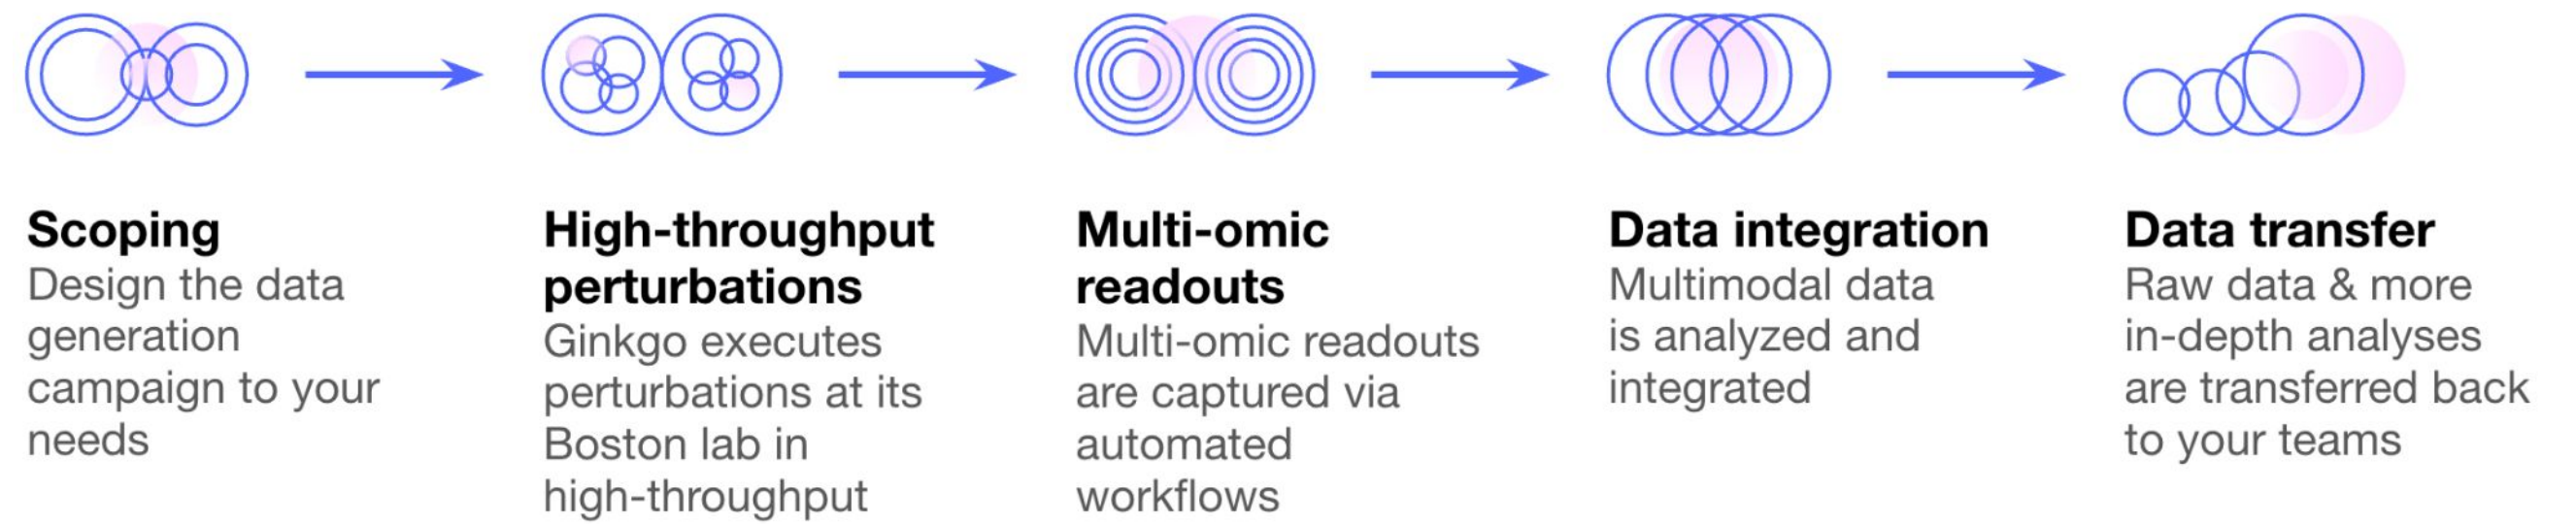 Scoping
Design the data
generation
campaign to your
needs
High-throughput
perturbations
Ginkgo executes
perturbations at its
Boston lab in
high-throughput
Multi-omic
readouts
Multi-omic readouts
are captured via
automated
workflows
Data integration
Multimodal data
is analyzed and
integrated
Data transfer
Raw data & more
in-depth analyses
are transferred back
to your teams